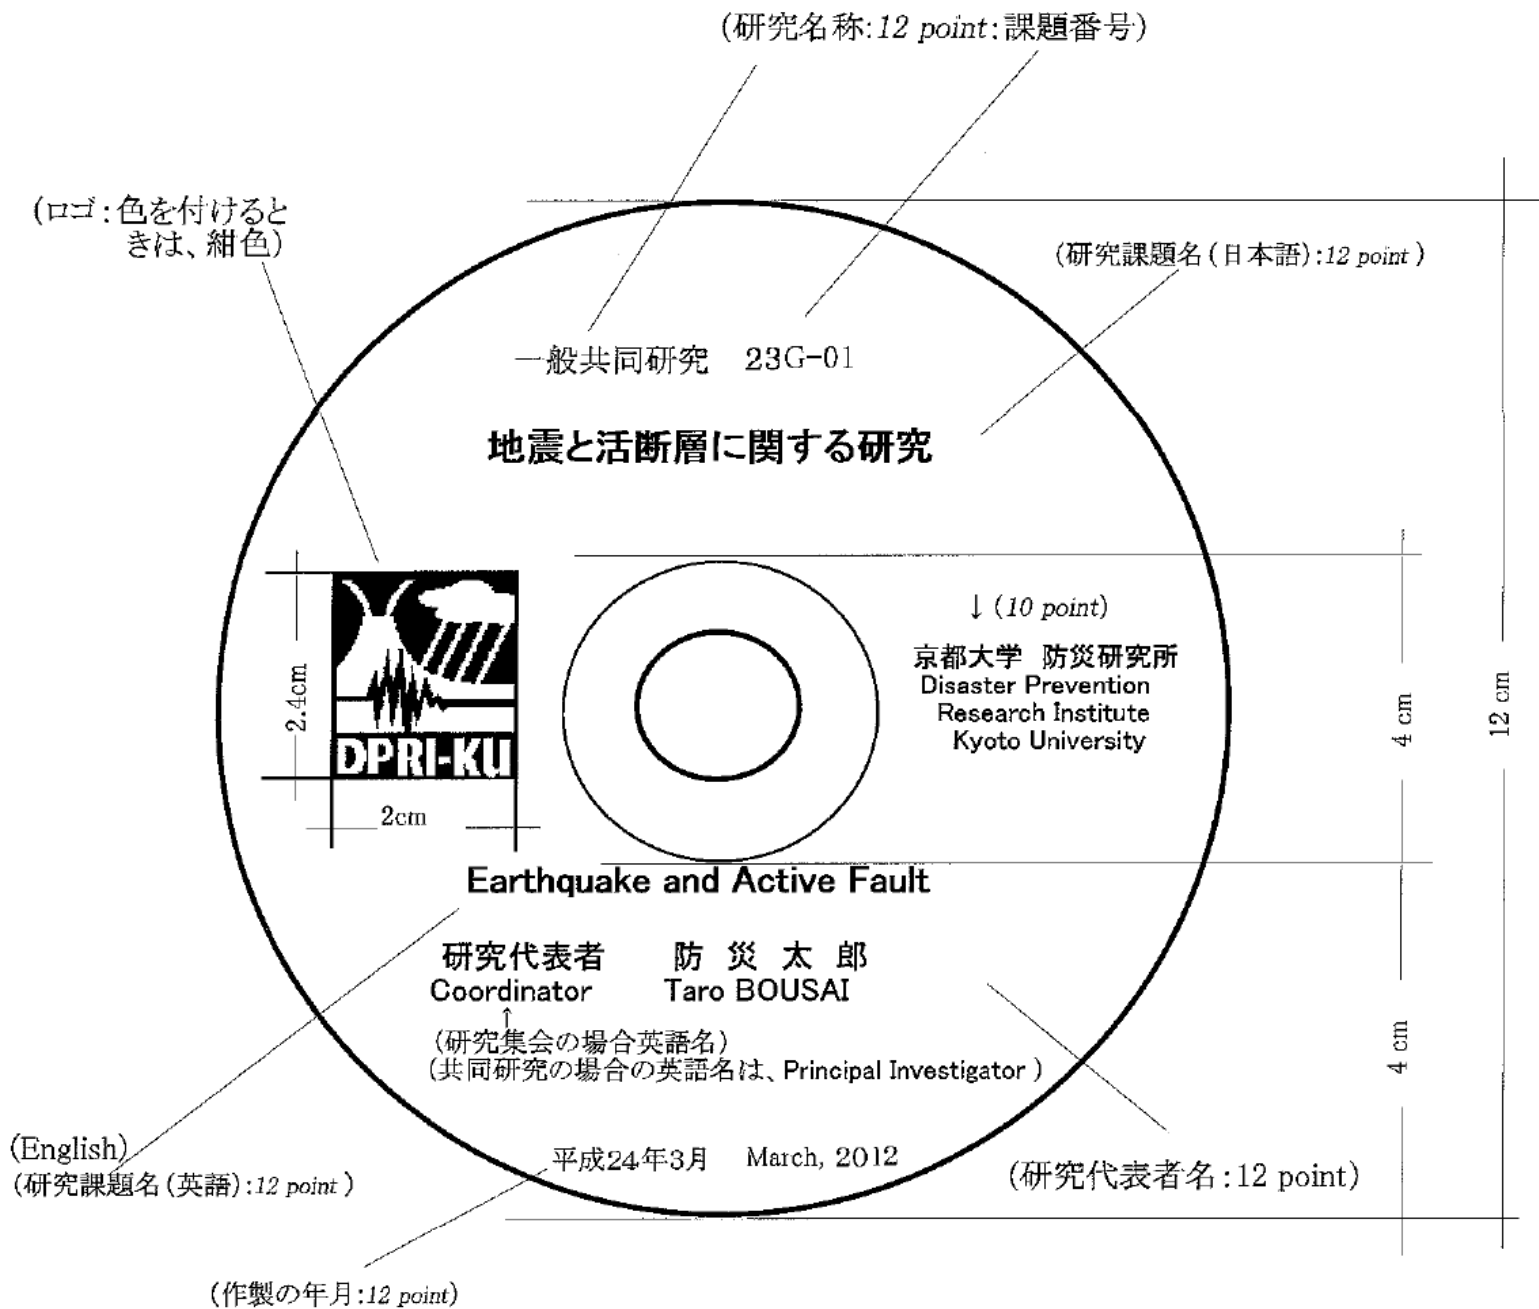 (研究名称:12 point:課題番号)
(ロゴ:色を付けると
きは、紺色)
(研究課題名(日本語):12 point)
一般共同研究　23G-01
地震と活断層に関する研究
↓(10 point)
京都大学 防災研究所
Disaster Prevention
Research Institute
Kyoto University
2.4cm
DPRI-KU
2cm
4 cm
12 cm
Earthquake and Active Fault
研究代表者　防 災 太 郎
Coordinator　Taro BOUSAI
↑
(研究集会の場合英語名)
(共同研究の場合の英語名は、Principal Investigator)
4 cm
(English)
(研究課題名(英語):12 point)
平成24年3月　March, 2012
(研究代表者名:12 point)
(作製の年月:12 point)